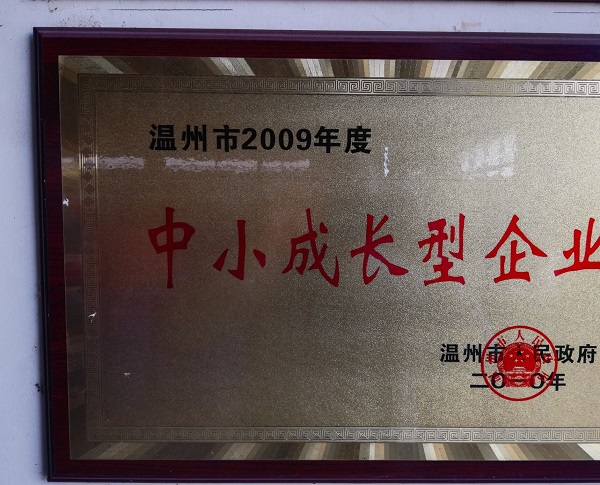 温州市2009年度
中小成长型企业
温州市人民政府
二〇一〇年